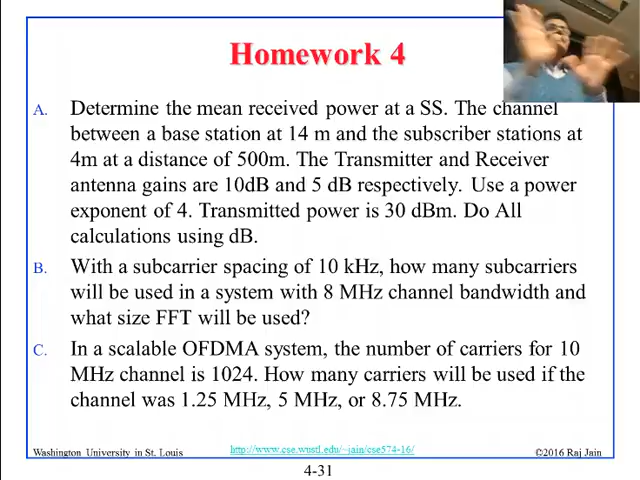 Homework 4
A. Determine the mean received power at a SS. The channel
between a base station at 14 m and the subscriber stations at
4m at a distance of 500m. The Transmitter and Receiver
antenna gains are 10dB and 5 dB respectively. Use a power
exponent of 4. Transmitted power is 30 dBm. Do All
calculations using dB.
B. With a subcarrier spacing of 10 kHz, how many subcarriers
will be used in a system with 8 MHz channel bandwidth and
what size FFT will be used?
C. In a scalable OFDMA system, the number of carriers for 10
MHz channel is 1024. How many carriers will be used if the
channel was 1.25 MHz, 5 MHz, or 8.75 MHz.
Washington University in St. Louis
http://www.cse.wustl.edu/~jain/cse574-16/
©2016 Raj Jain
4-31